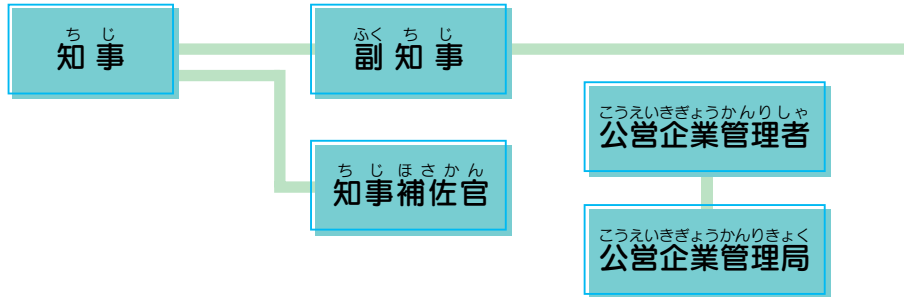 ち じ
知 事
ふく ち じ
副 知 事
ち じ ほ さ かん
知事補佐官
こうえいきぎょうかんりしゃ
公営企業管理者
こうえいきぎょうかんりきょく
公営企業管理局